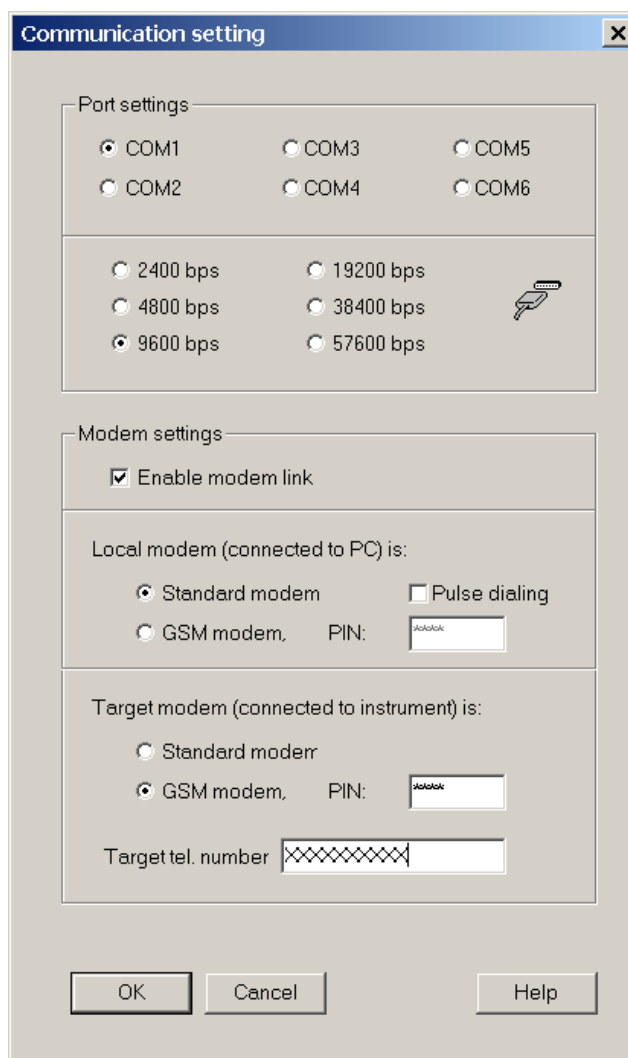 Communication setting
Port settings
COM1 COM3 COM5
COM2 COM4 COM6
2400 bps 19200 bps
4800 bps 38400 bps
9600 bps 57600 bps
Modem settings
Enable modem link
Local modem (connected to PC) is:
Standard modem Pulse dialing
GSM modem, PIN: ****
Target modem (connected to instrument) is:
Standard modem
GSM modem, PIN: ****
Target tel. number XXXXXXXXXX
OK Cancel Help